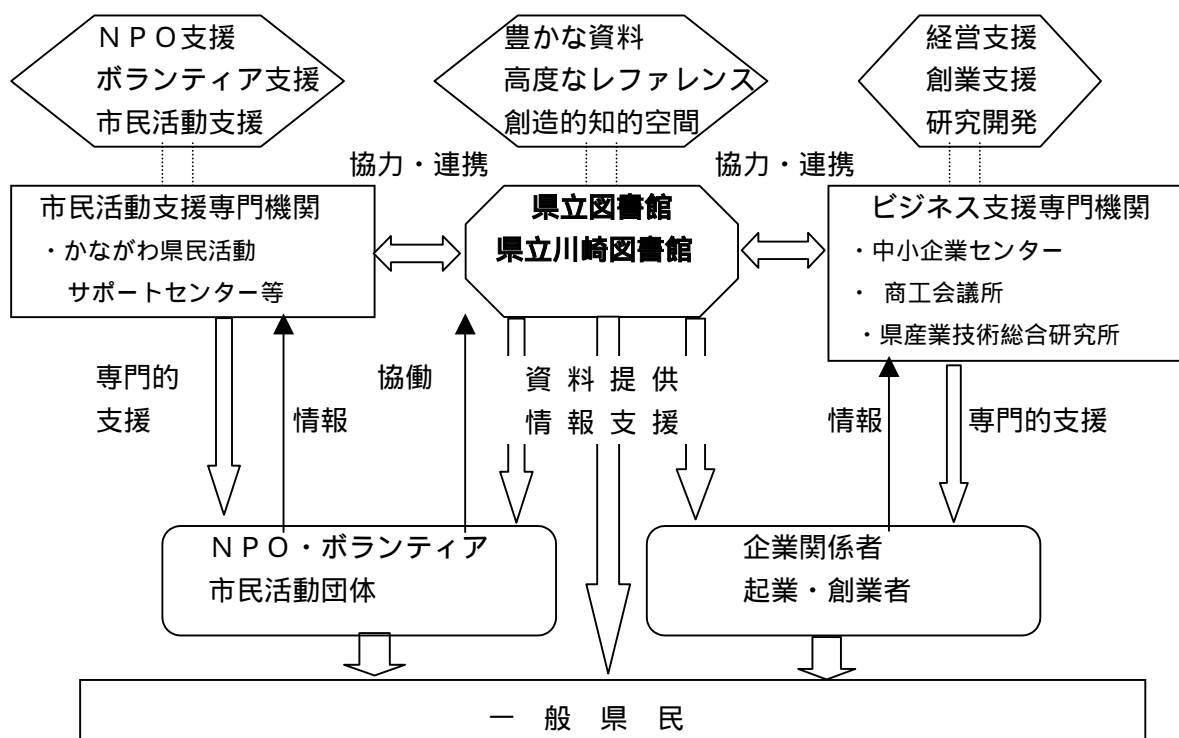 ＮＰＯ支援
ボランティア支援
市民活動支援
豊かな資料
高度なレファレンス
創造的知的空間
経営支援
創業支援
研究開発
協力・連携
協力・連携
市民活動支援専門機関
・かながわ県民活動
サポートセンター等
県立図書館
県立川崎図書館
ビジネス支援専門機関
・中小企業センター
・ 商工会議所
・県産業技術総合研究所
専門的
支援
情報
協働
資 料 提 供
情 報 支 援
情報
専門的支援
ＮＰＯ・ボランティア
市民活動団体
企業関係者
起業・創業者
一 般 県 民